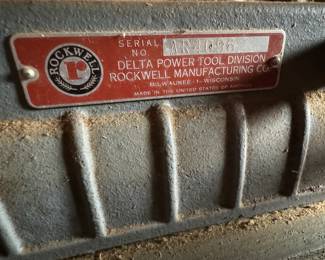 SERIAL
NO.
ROCKWELL
DELTA POWER TOOL DIVISION
ROCKWELL MANUFACTURING CO.
MILWAUKEE - 1 - WISCONSIN
MADE IN THE UNITED STATES OF AMERICA